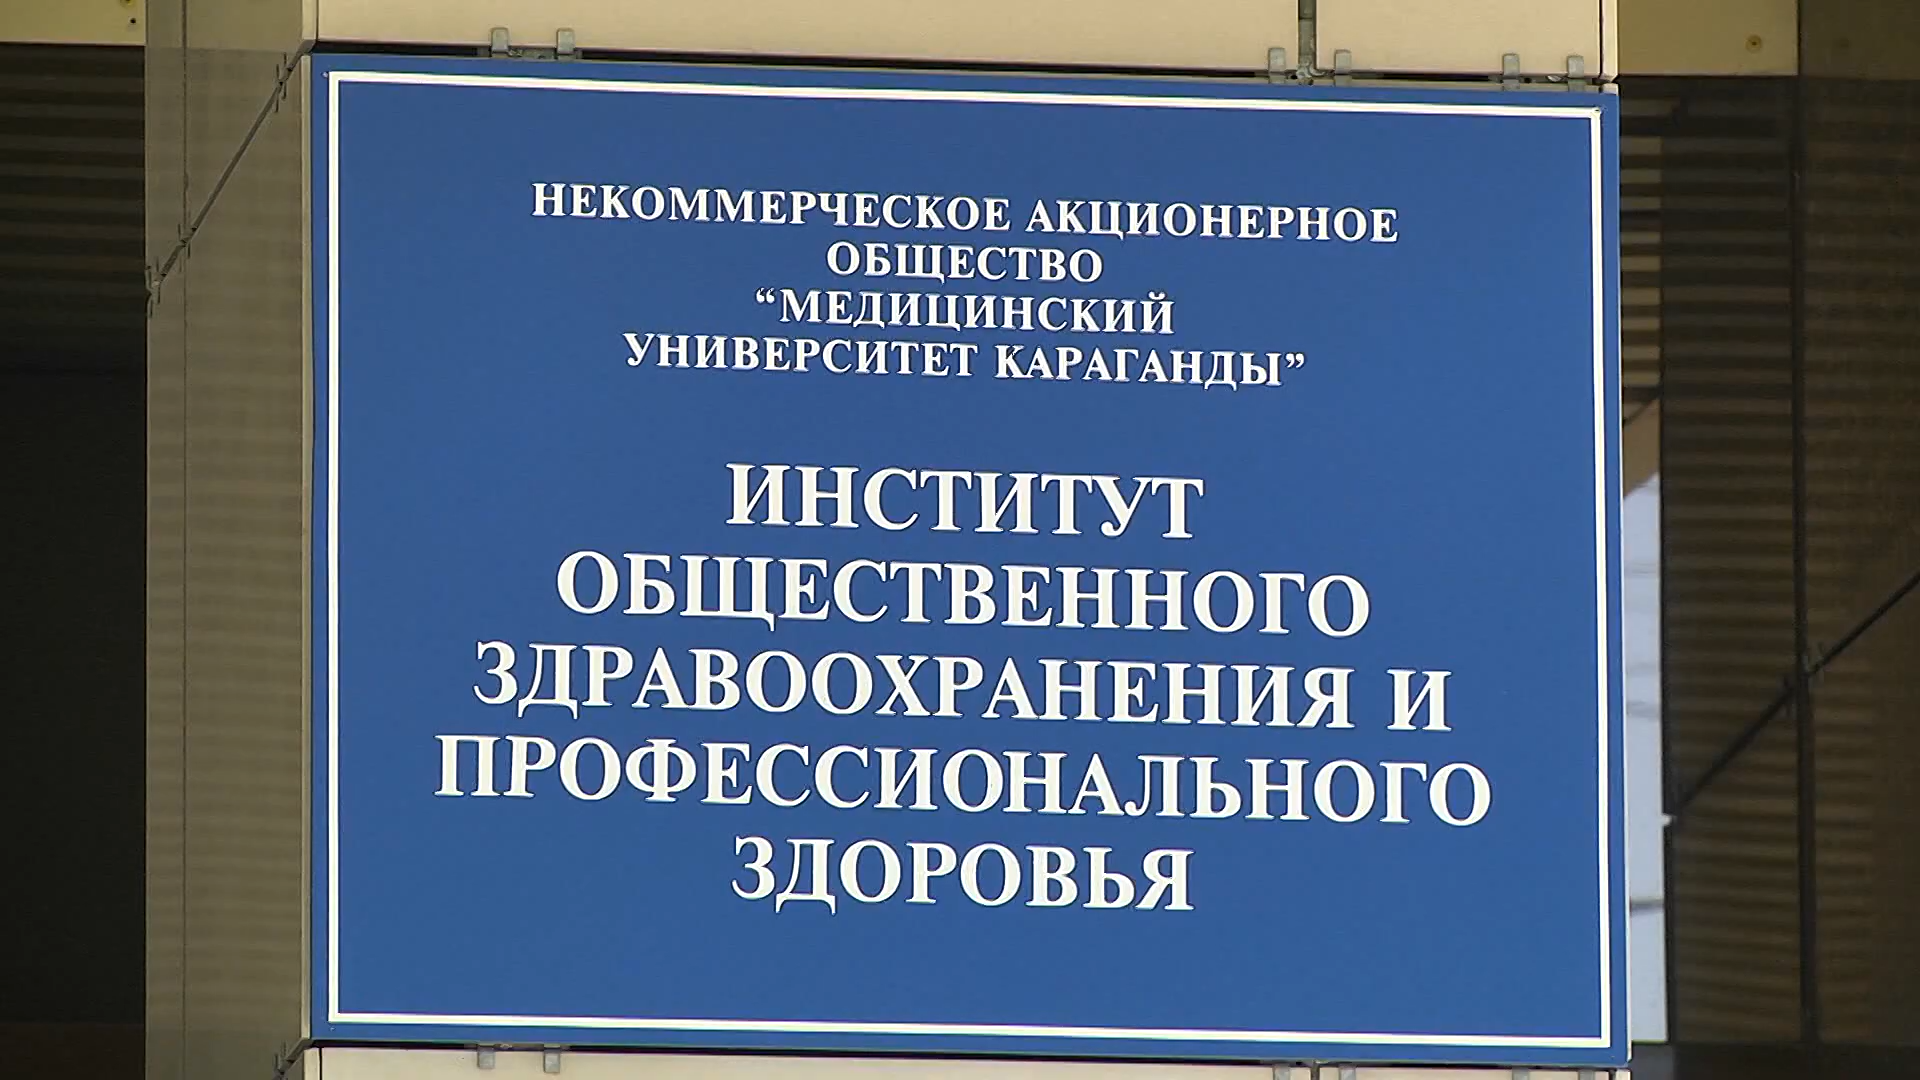 НЕКОММЕРЧЕСКОЕ АКЦИОНЕРНОЕ
ОБЩЕСТВО
“МЕДИЦИНСКИЙ
УНИВЕРСИТЕТ КАРАГАНДЫ”
ИНСТИТУТ
ОБЩЕСТВЕННОГО
ЗДРАВООХРАНЕНИЯ И
ПРОФЕССИОНАЛЬНОГО
ЗДОРОВЬЯ